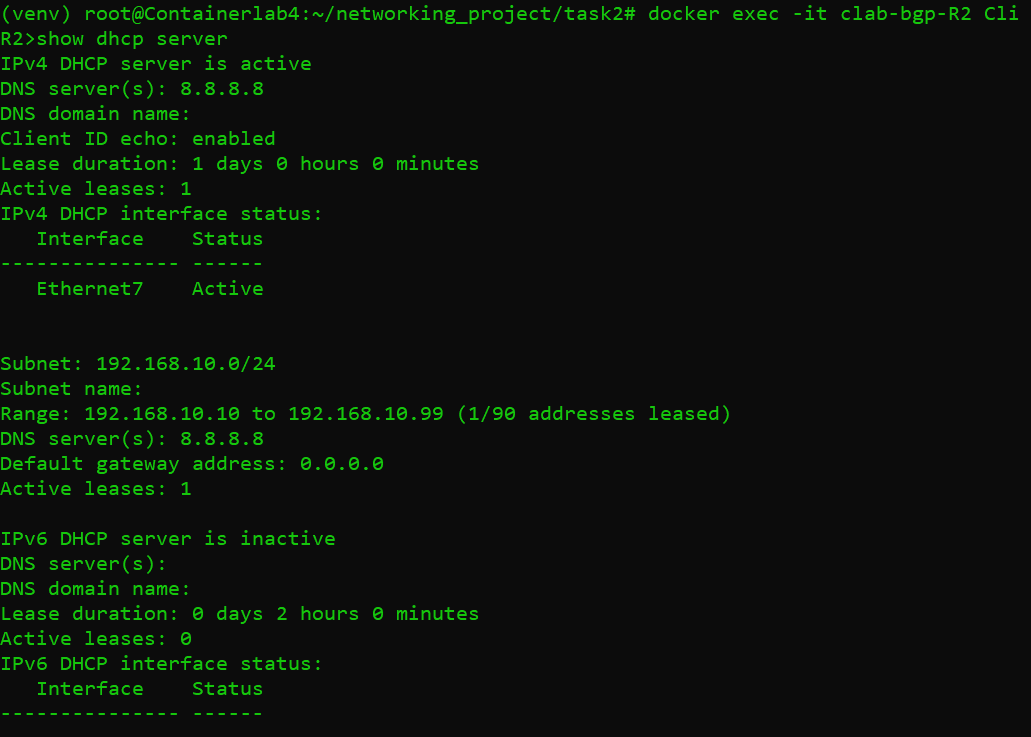 (venv) root@Containerlab4:~/networking_project/task2# docker exec -it clab-bgp-R2 Cli
R2>show dhcp server
IPv4 DHCP server is active
DNS server(s): 8.8.8.8
DNS domain name:
Client ID echo: enabled
Lease duration: 1 days 0 hours 0 minutes
Active leases: 1
IPv4 DHCP interface status:
   Interface    Status
--------------- ------
   Ethernet7    Active


Subnet: 192.168.10.0/24
Subnet name:
Range: 192.168.10.10 to 192.168.10.99 (1/90 addresses leased)
DNS server(s): 8.8.8.8
Default gateway address: 0.0.0.0
Active leases: 1

IPv6 DHCP server is inactive
DNS server(s):
DNS domain name:
Lease duration: 0 days 2 hours 0 minutes
Active leases: 0
IPv6 DHCP interface status:
   Interface    Status
--------------- ------